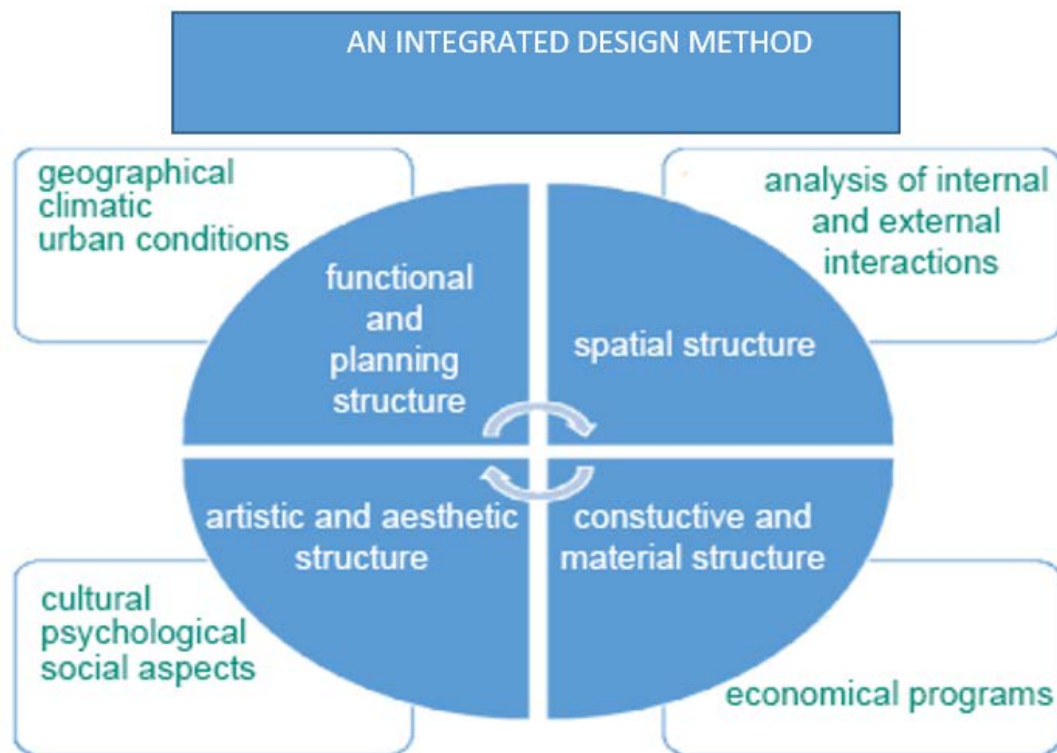 AN INTEGRATED DESIGN METHOD
geographical
climatic
urban conditions
analysis of internal
and external
interactions
functional
and
planning
structure
spatial structure
artistic and aesthetic
structure
constuctive and
material structure
cultural
psychological
social aspects
economical programs